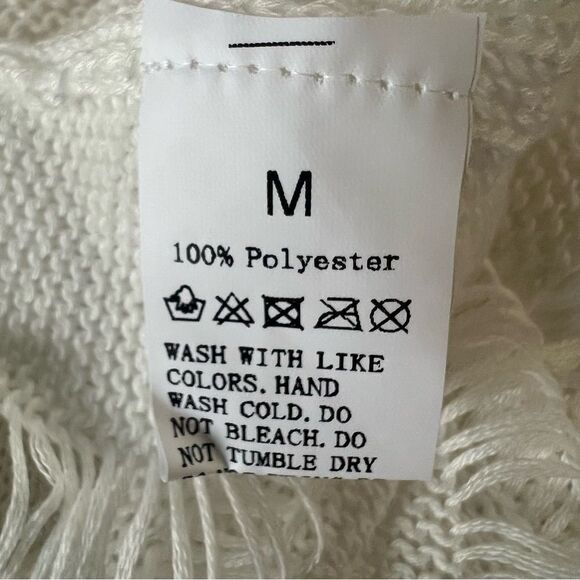 M
100% Polyester
WASH WITH LIKE
COLORS. HAND
WASH COLD. DO
NOT BLEACH. DO
NOT TUMBLE DRY